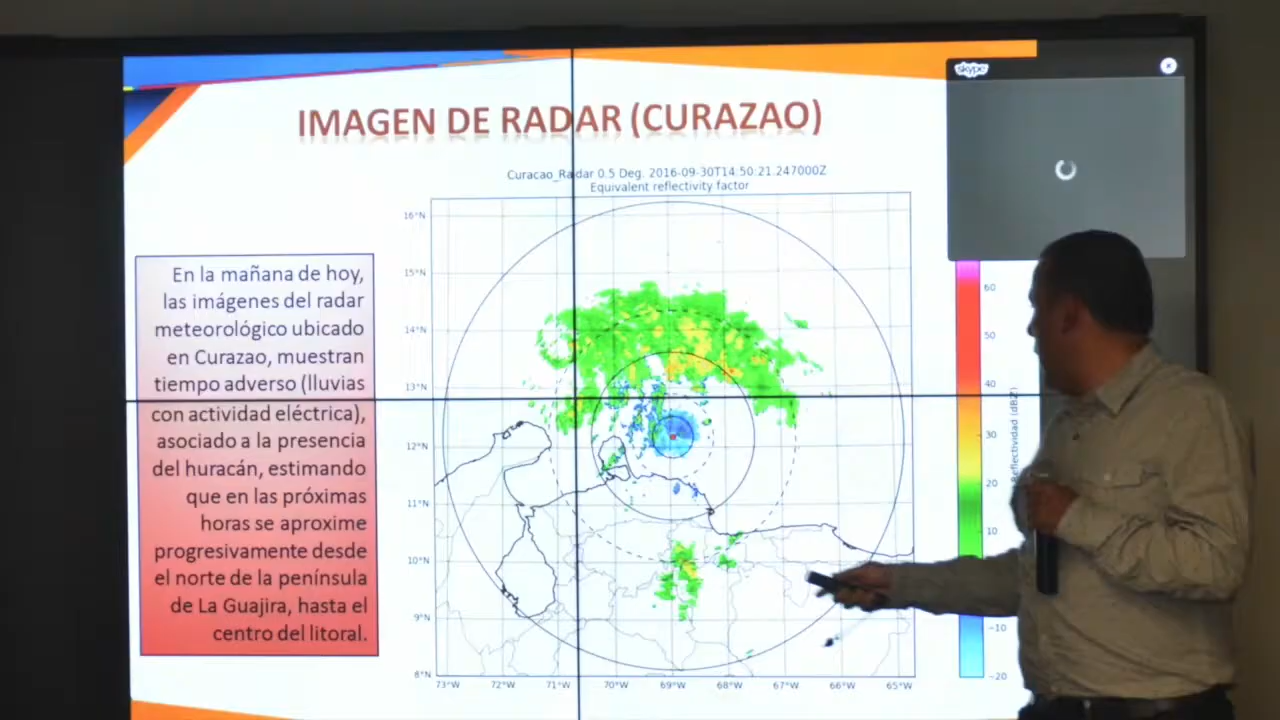 skype
IMAGEN DE RADAR (CURAZAO)
Curacao_Radar 0.5 Deg. 2016-09-30T14:50:21.247000Z
Equivalent reflectivity factor
En la mañana de hoy,
las imágenes del radar
meteorológico ubicado
en Curazao, muestran
tiempo adverso (lluvias
con actividad eléctrica),
asociado a la presencia
del huracán, estimando
que en las próximas
horas se aproxime
progresivamente desde
el norte de la península
de La Guajira, hasta el
centro del litoral.
16°N
15°N
14°N
13°N
12°N
11°N
10°N
9°N
8°N
73°W 72°W 71°W 70°W 69°W 68°W 67°W 66°W 65°W
60
50
40
30
20
10
-10
-20
Reflectividad (dBZ)